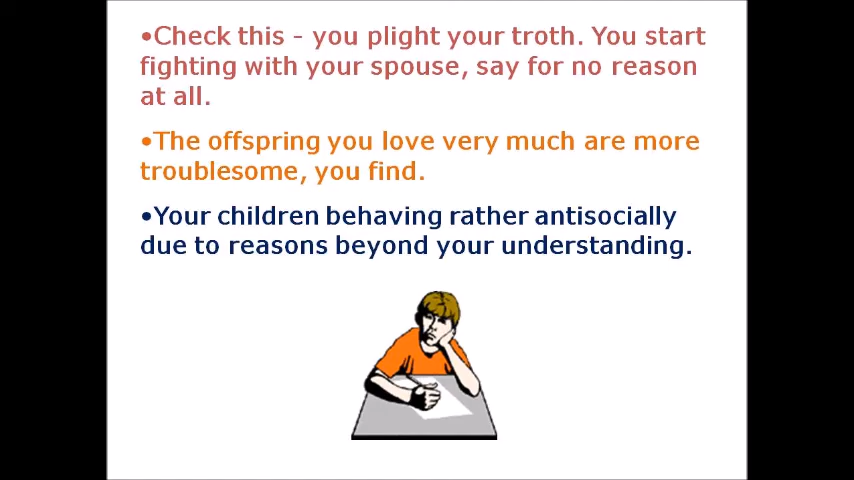 •Check this - you plight your troth. You start
fighting with your spouse, say for no reason
at all.
•The offspring you love very much are more
troublesome, you find.
•Your children behaving rather antisocially
due to reasons beyond your understanding.